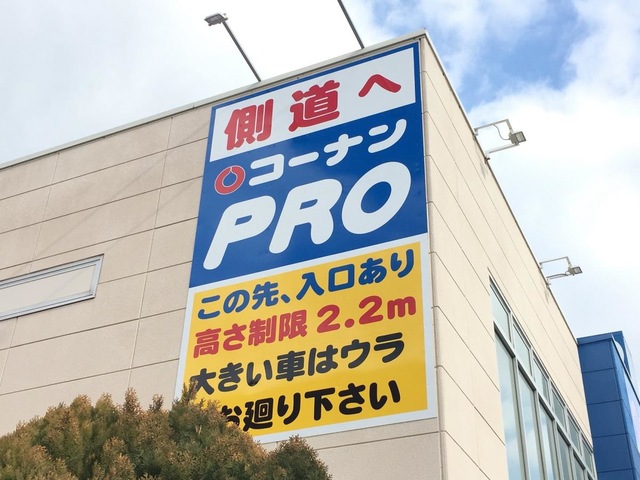 側道へ
コーナン
PRO
この先、入口あり
高さ制限2.2m
大きい車はウラ
お廻り下さい